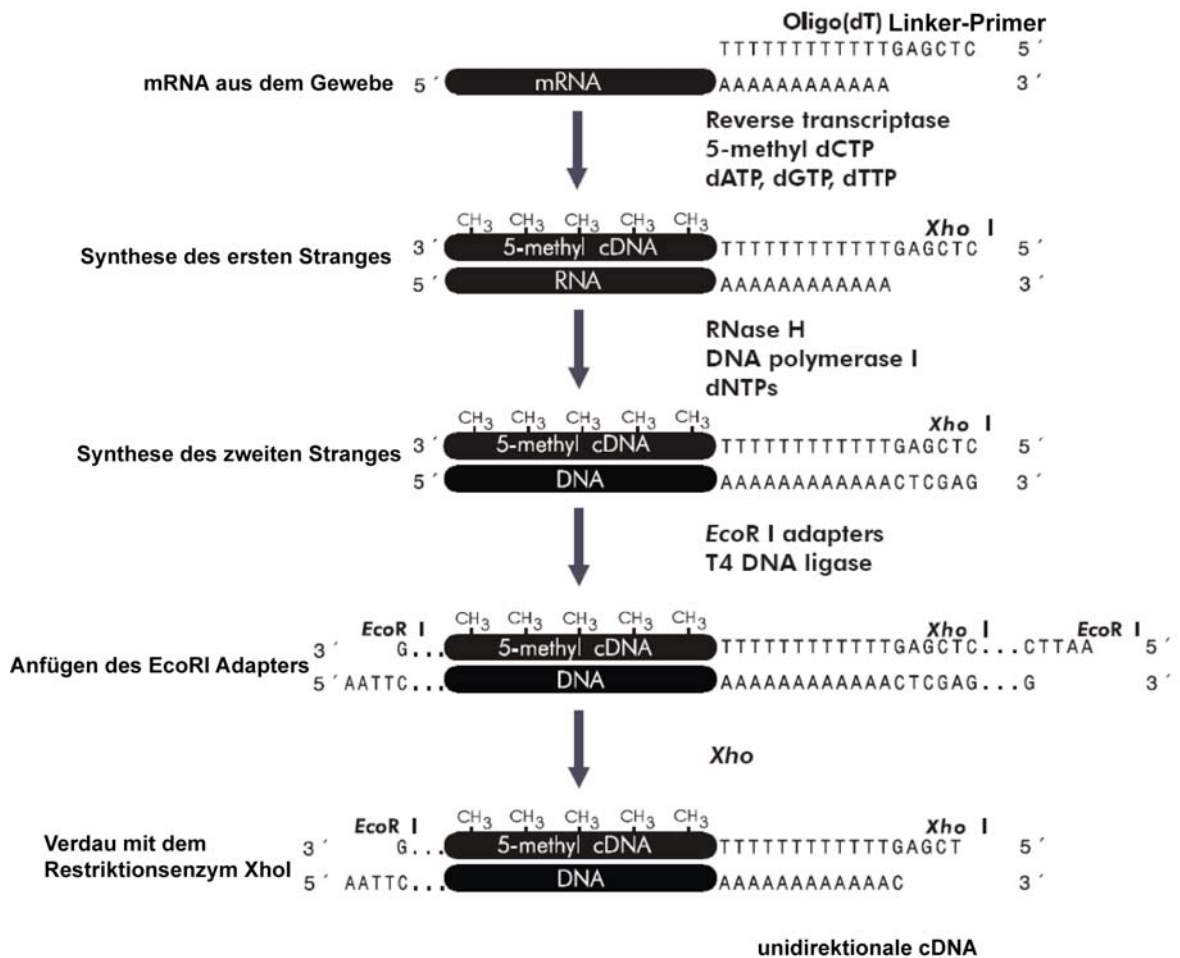 Oligo(dT) Linker-Primer
TTTTTTTTTTTTGAGCTC 5´
mRNA aus dem Gewebe 5´ mRNA AAAAAAAAAAAA 3´
Reverse transcriptase
5-methyl dCTP
dATP, dGTP, dTTP
CH3 CH3 CH3 CH3 CH3 Xho I
Synthese des ersten Stranges 3´ 5-methyl cDNA TTTTTTTTTTTTGAGCTC 5´
5´ RNA AAAAAAAAAAAA 3´
RNase H
DNA polymerase I
dNTPs
CH3 CH3 CH3 CH3 CH3 Xho I
Synthese des zweiten Stranges 3´ 5-methyl cDNA TTTTTTTTTTTTGAGCTC 5´
5´ DNA AAAAAAAAAAAACTCGAG 3´
EcoR I adapters
T4 DNA ligase
EcoR I CH3 CH3 CH3 CH3 CH3 Xho I EcoR I
Anfügen des EcoRI Adapters 3´ G... 5-methyl cDNA TTTTTTTTTTTTGAGCTC...CTTAA 5´
5´ AATTC... DNA AAAAAAAAAAAACTCGAG...G 3´
Xho
EcoR I CH3 CH3 CH3 CH3 CH3 Xho I
Verdau mit dem 3´ G... 5-methyl cDNA TTTTTTTTTTTTGAGCT 5´
Restriktionsenzym XhoI 5´ AATTC... DNA AAAAAAAAAAAAC 3´
unidirektionale cDNA